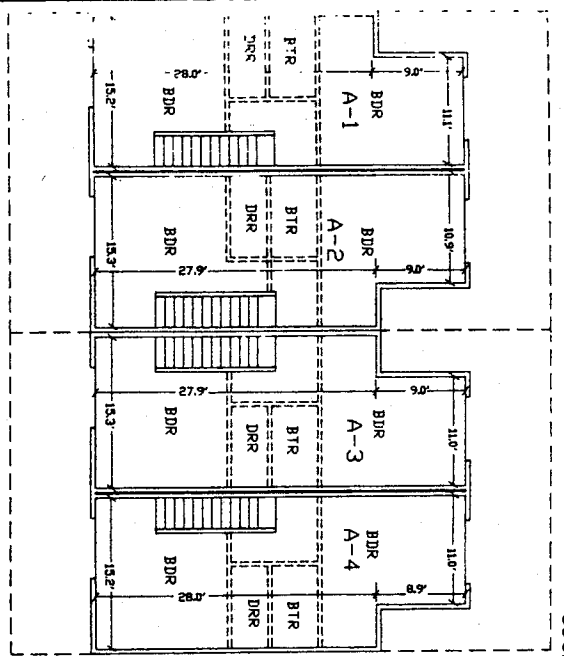 BTR
DRR
28.0'
9.0'
BDR
A-1
BDR
15.2'
11.1'
BTR
DRR
BDR
A-2
BDR
15.3'
10.9'
27.9'
9.0'
27.9'
9.0'
BDR
A-3
BDR
BTR
DRR
15.3'
11.0'
BDR
A-4
BDR
15.2'
11.0'
28.0'
8.9'
BTR
DRR